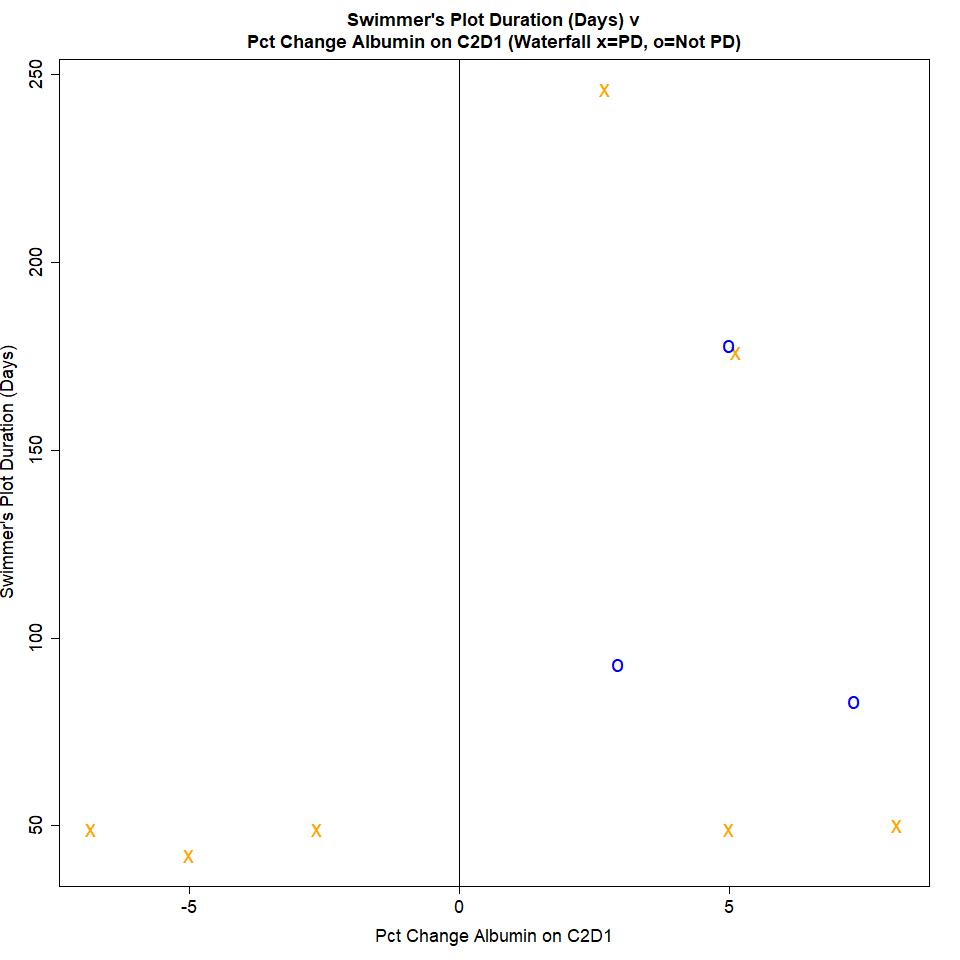 Swimmer's Plot Duration (Days) v
Pct Change Albumin on C2D1 (Waterfall x=PD, o=Not PD)
Swimmer's Plot Duration (Days)
250
200
150
100
50
X
O
X
O
O
X
X
X
X
X
-5
0
5
Pct Change Albumin on C2D1